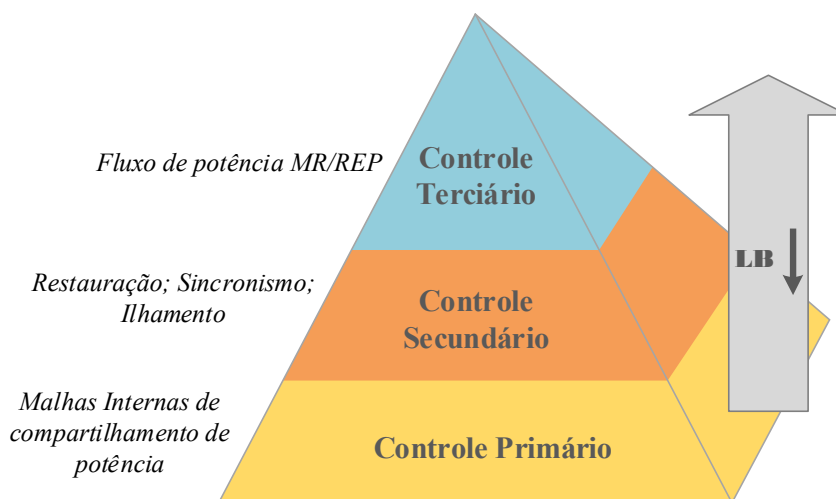 Fluxo de potência MR/REP
Controle
Terciário
LB
Restauração; Sincronismo;
Ilhamento
Controle
Secundário
Malhas Internas de
compartilhamento de
potência
Controle Primário